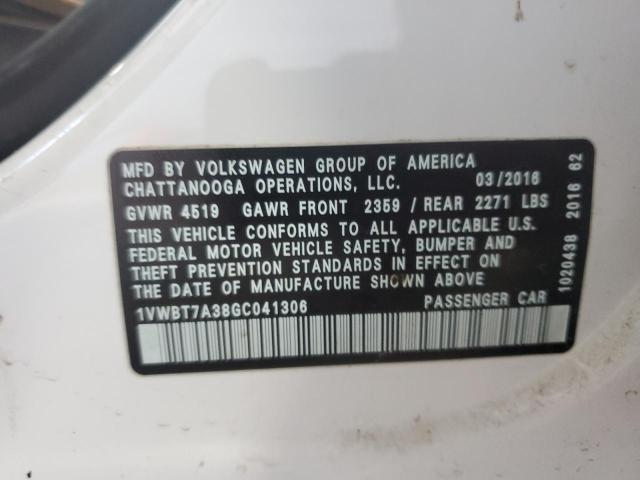 MFD BY VOLKSWAGEN GROUP OF AMERICA
CHATTANOOGA OPERATIONS, LLC. 03/2016
GVWR 4519 GAWR FRONT 2359 / REAR 2271 LBS
THIS VEHICLE CONFORMS TO ALL APPLICABLE U.S.
FEDERAL MOTOR VEHICLE SAFETY, BUMPER AND
THEFT PREVENTION STANDARDS IN EFFECT ON
THE DATE OF MANUFACTURE SHOWN ABOVE
1VWBT7A38GC041306 PASSENGER CAR
1020438 2016 62